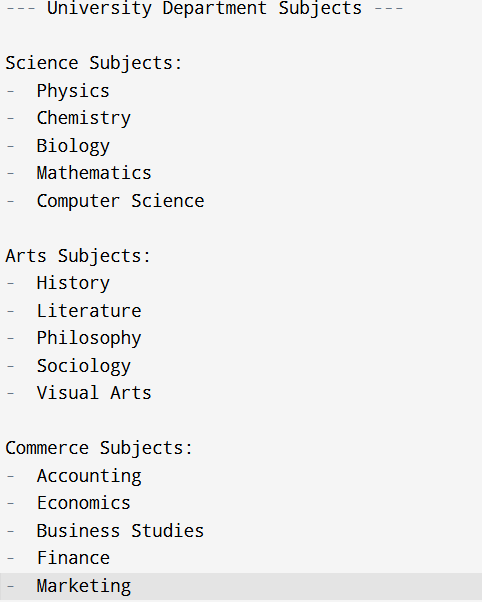 --- University Department Subjects ---
Science Subjects:
- Physics
- Chemistry
- Biology
- Mathematics
- Computer Science
Arts Subjects:
- History
- Literature
- Philosophy
- Sociology
- Visual Arts
Commerce Subjects:
- Accounting
- Economics
- Business Studies
- Finance
- Marketing